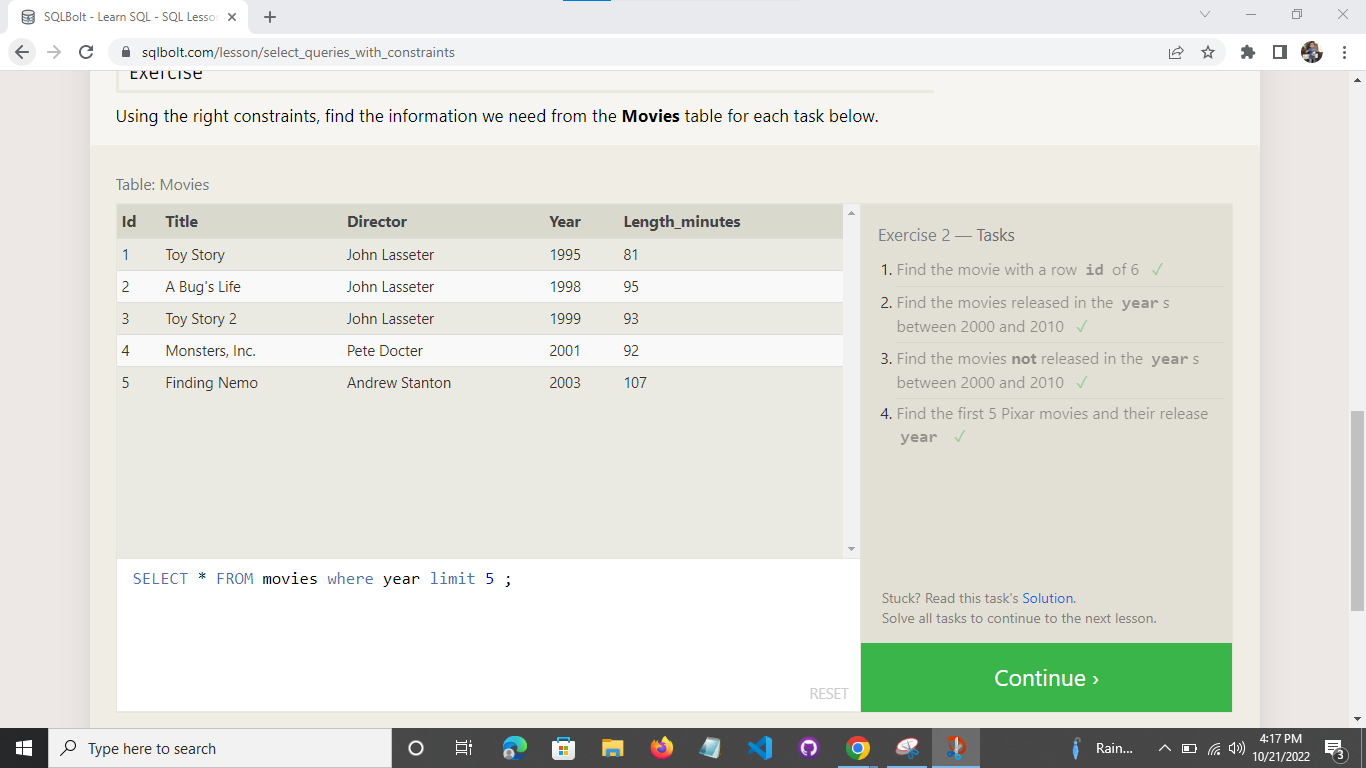 SQLBolt - Learn SQL - SQL Lesso
sqlbolt.com/lesson/select_queries_with_constraints
Exercise
Using the right constraints, find the information we need from the Movies table for each task below.
Table: Movies
Id Title Director Year Length_minutes
1 Toy Story John Lasseter 1995 81
2 A Bug's Life John Lasseter 1998 95
3 Toy Story 2 John Lasseter 1999 93
4 Monsters, Inc. Pete Docter 2001 92
5 Finding Nemo Andrew Stanton 2003 107
SELECT * FROM movies where year limit 5 ;
RESET
Exercise 2 — Tasks
1. Find the movie with a row id of 6 ✓
2. Find the movies released in the year s
between 2000 and 2010 ✓
3. Find the movies not released in the year s
between 2000 and 2010 ✓
4. Find the first 5 Pixar movies and their release
year ✓
Stuck? Read this task's Solution.
Solve all tasks to continue to the next lesson.
Continue ›
Type here to search
Rain...
4:17 PM
10/21/2022
3